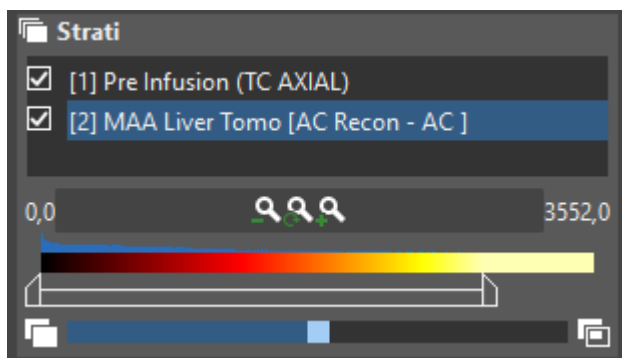 Strati
[1] Pre Infusion (TC AXIAL)
[2] MAA Liver Tomo [AC Recon - AC ]
0,0 3552,0